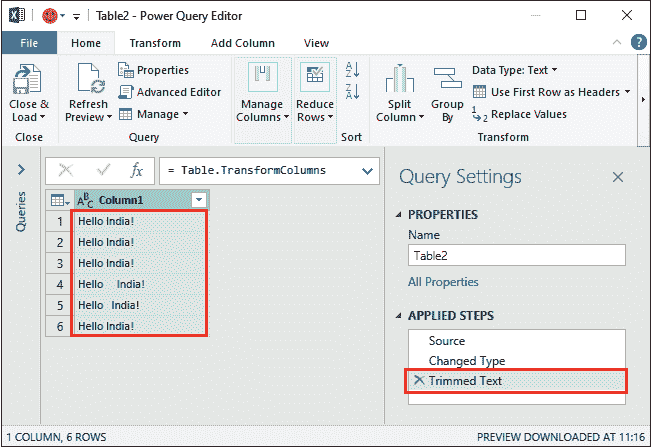 Table2 - Power Query Editor
File Home Transform Add Column View
Close & Load
Close
Refresh Preview
Properties
Advanced Editor
Manage
Query
Manage Columns
Reduce Rows
A Z
Z A
Sort
Split Column
Group By
Data Type: Text
Use First Row as Headers
1 2 Replace Values
Transform
Queries
fx
= Table.TransformColumns
ABC Column1
1 Hello India!
2 Hello India!
3 Hello India!
4 Hello     India!
5 Hello   India!
6 Hello India!
Query Settings
PROPERTIES
Name
Table2
All Properties
APPLIED STEPS
Source
Changed Type
Trimmed Text
1 COLUMN, 6 ROWS
PREVIEW DOWNLOADED AT 11:16